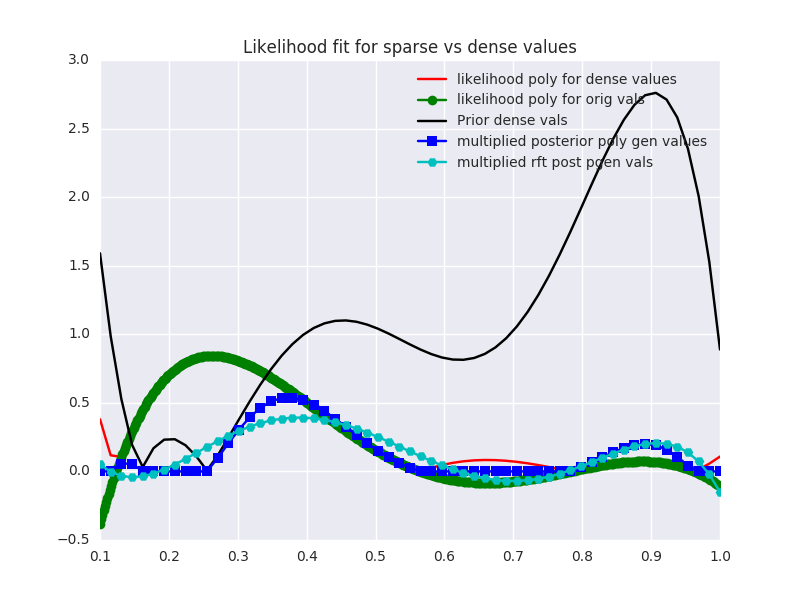 Likelihood fit for sparse vs dense values
likelihood poly for dense values
likelihood poly for orig vals
Prior dense vals
multiplied posterior poly gen values
multiplied rft post pgen vals
3.0
2.5
2.0
1.5
1.0
0.5
0.0
−0.5
0.1 0.2 0.3 0.4 0.5 0.6 0.7 0.8 0.9 1.0